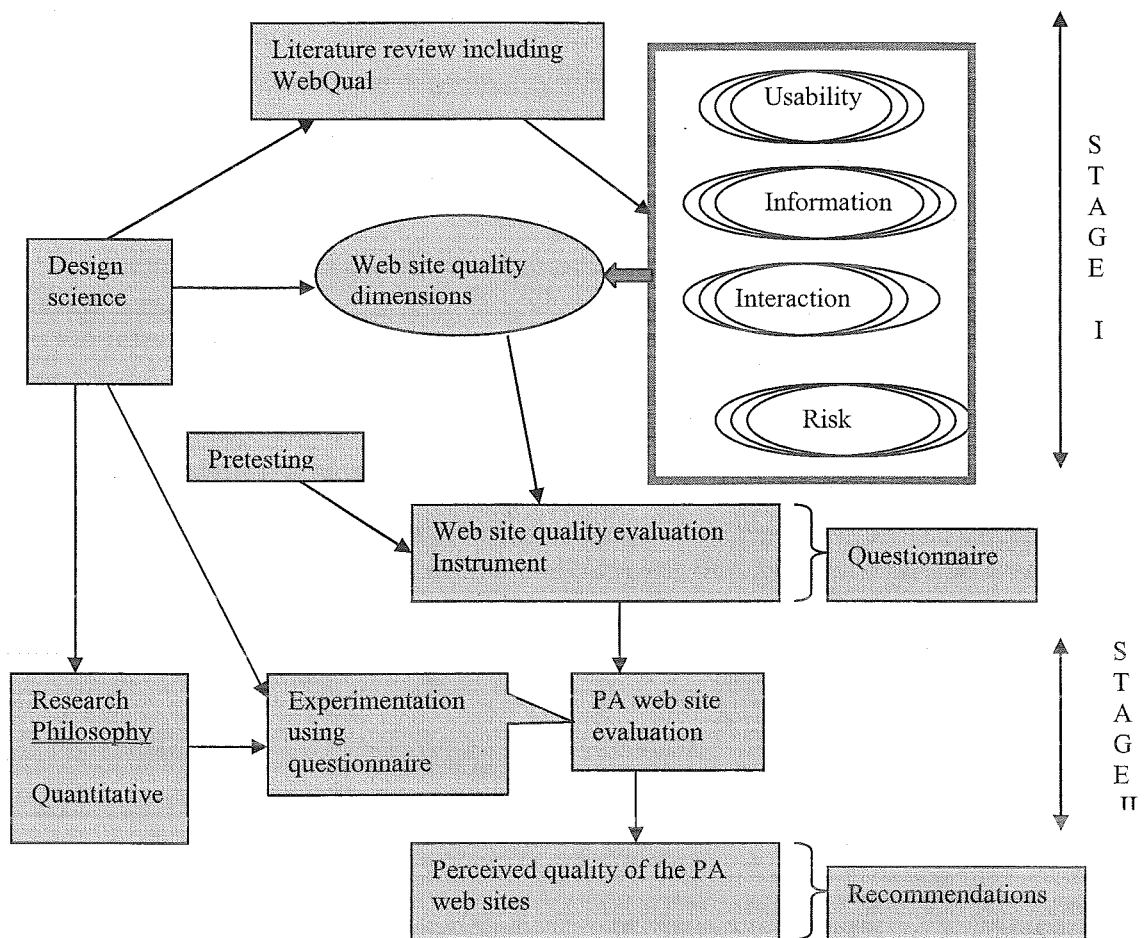 Literature review including
WebQual
Usability
Information
Interaction
Risk
S
T
A
G
E
I
Design
science
Web site quality
dimensions
Pretesting
Web site quality evaluation
Instrument
Questionnaire
Research
Philosophy
Quantitative
Experimentation
using
questionnaire
PA web site
evaluation
S
T
A
G
E
II
Perceived quality of the PA
web sites
Recommendations